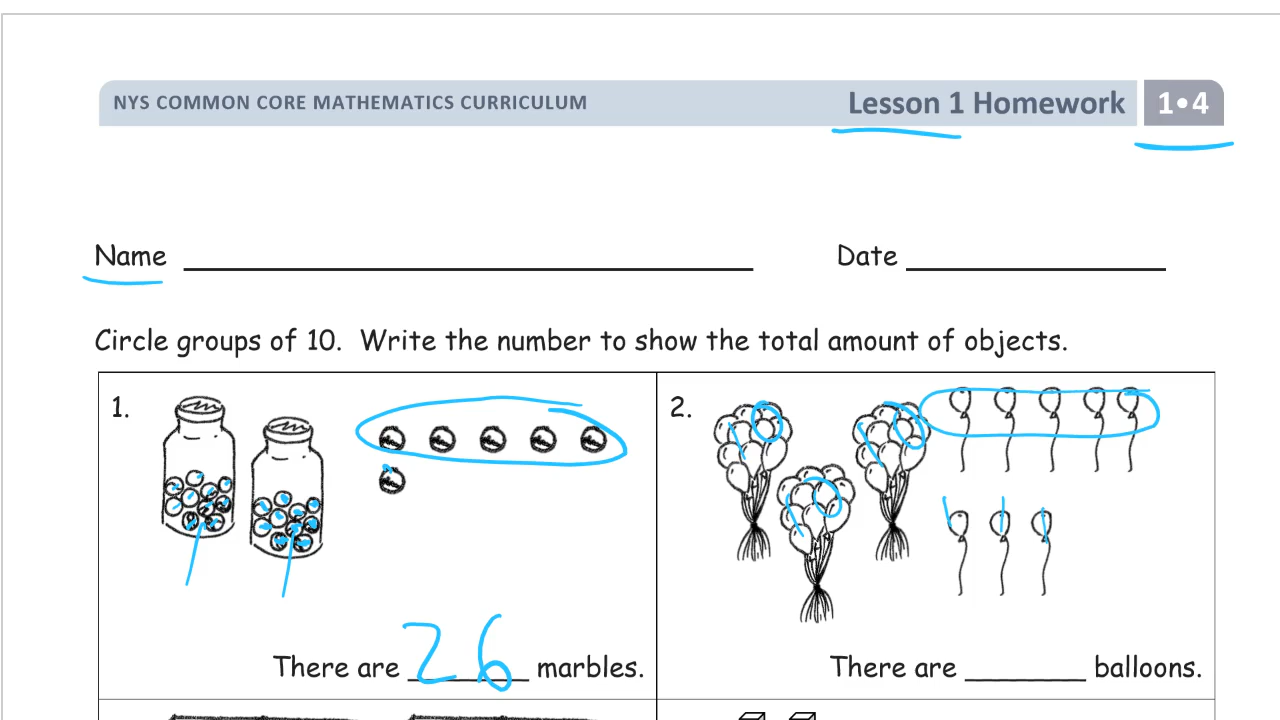 NYS COMMON CORE MATHEMATICS CURRICULUM Lesson 1 Homework 1•4
Name Date
Circle groups of 10. Write the number to show the total amount of objects.
1.
There are 26 marbles.
2.
There are balloons.